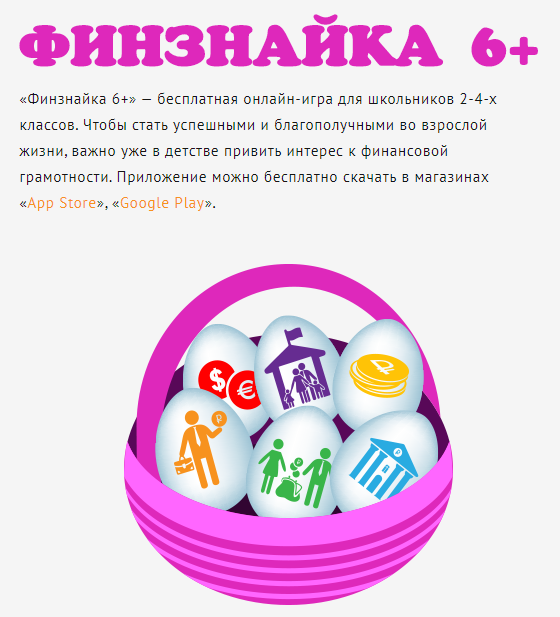 ФИНЗНАЙКА 6+
«Финзнайка 6+» — бесплатная онлайн-игра для школьников 2-4-х
классов. Чтобы стать успешными и благополучными во взрослой
жизни, важно уже в детстве привить интерес к финансовой
грамотности. Приложение можно бесплатно скачать в магазинах
«App Store», «Google Play».